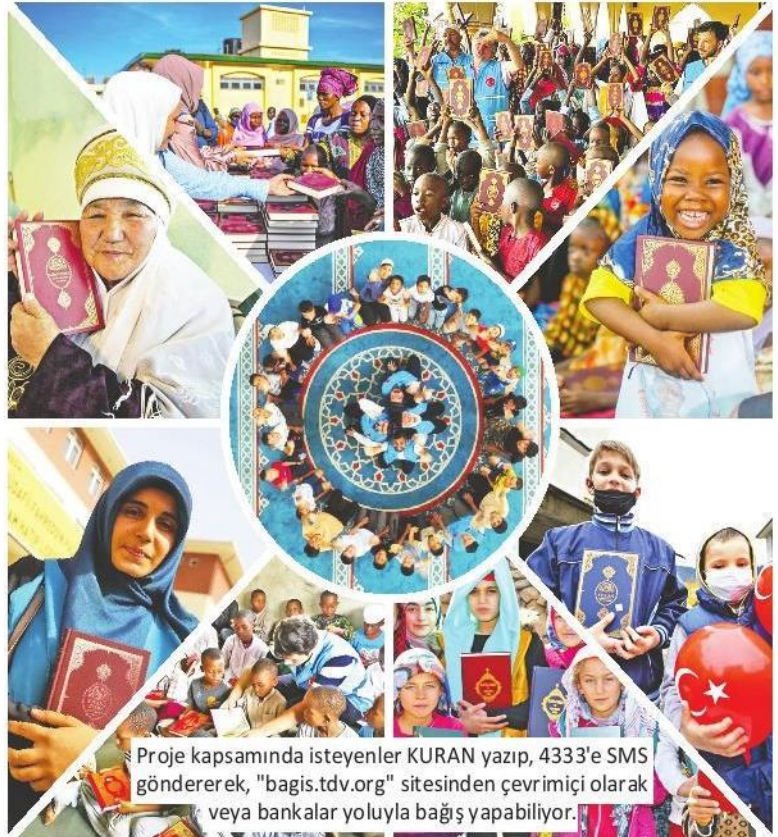 Proje kapsamında isteyenler KURAN yazıp, 4333'e SMS
göndererek, "bagis.tdv.org" sitesinden çevrimiçi olarak
veya bankalar yoluyla bağış yapabiliyor.